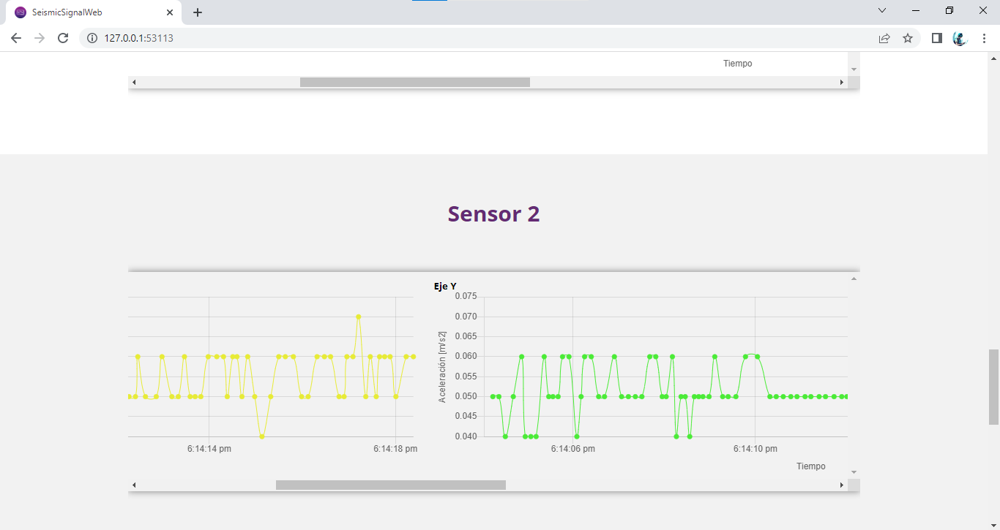 SeismicSignalWeb
127.0.0.1:53113
Tiempo
Sensor 2
Eje Y
0.075
0.070
0.065
0.060
0.055
0.050
0.045
0.040
Aceleración [m/s2]
6:14:14 pm
6:14:18 pm
6:14:06 pm
6:14:10 pm
Tiempo